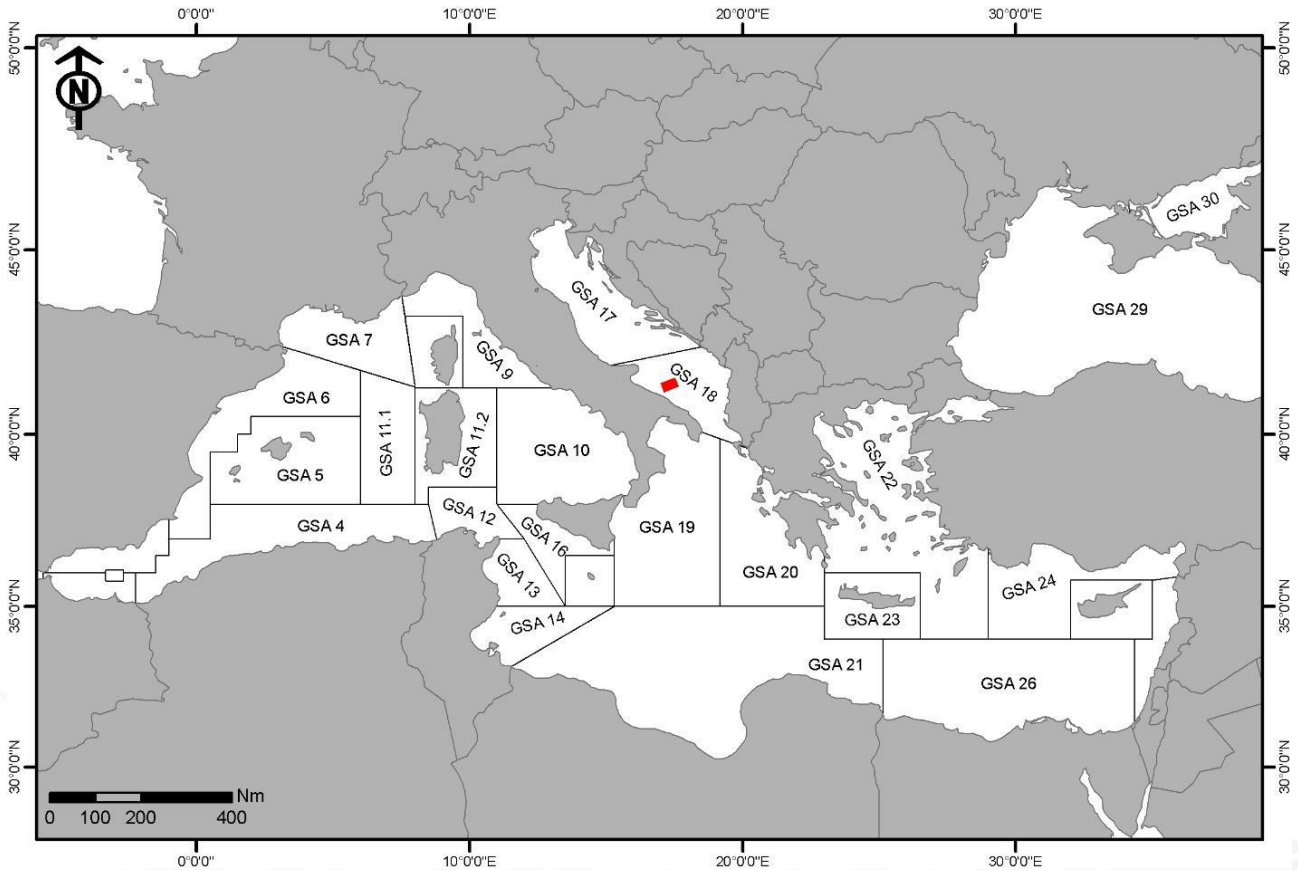 0°0'0" 10°0'0"E 20°0'0"E 30°0'0"E
50°0'0"N 50°0'0"N
N
GSA 30
45°0'0"N 45°0'0"N
GSA 17
GSA 29
GSA 7
GSA 9
GSA 18
GSA 6
40°0'0"N 40°0'0"N
GSA 11.1
GSA 11.2
GSA 10
GSA 22
GSA 5
GSA 12
GSA 4
GSA 16
GSA 19
GSA 13
GSA 20
GSA 24
35°0'0"N 35°0'0"N
GSA 14
GSA 23
GSA 21
GSA 26
30°0'0"N 30°0'0"N
Nm
0 100 200 400
0°0'0" 10°0'0"E 20°0'0"E 30°0'0"E